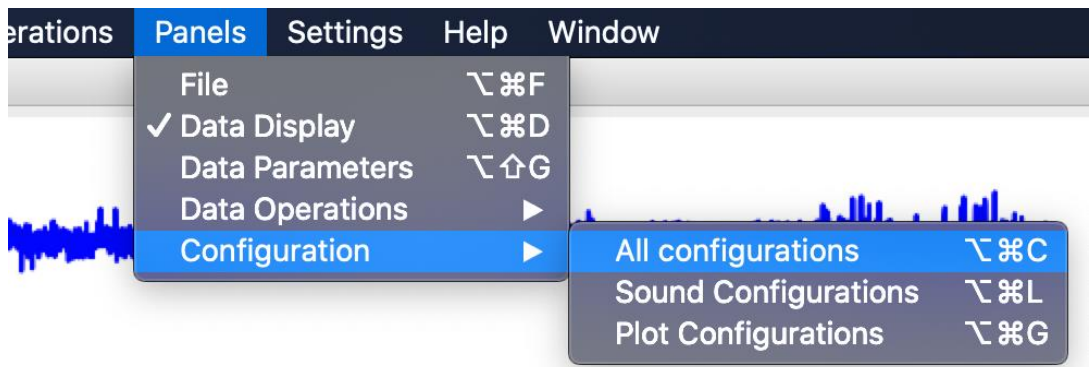 erations Panels Settings Help Window
File ⌥⌘F
✓ Data Display ⌥⌘D
Data Parameters ⌥⇧G
Data Operations ▶
Configuration ▶
All configurations ⌥⌘C
Sound Configurations ⌥⌘L
Plot Configurations ⌥⌘G